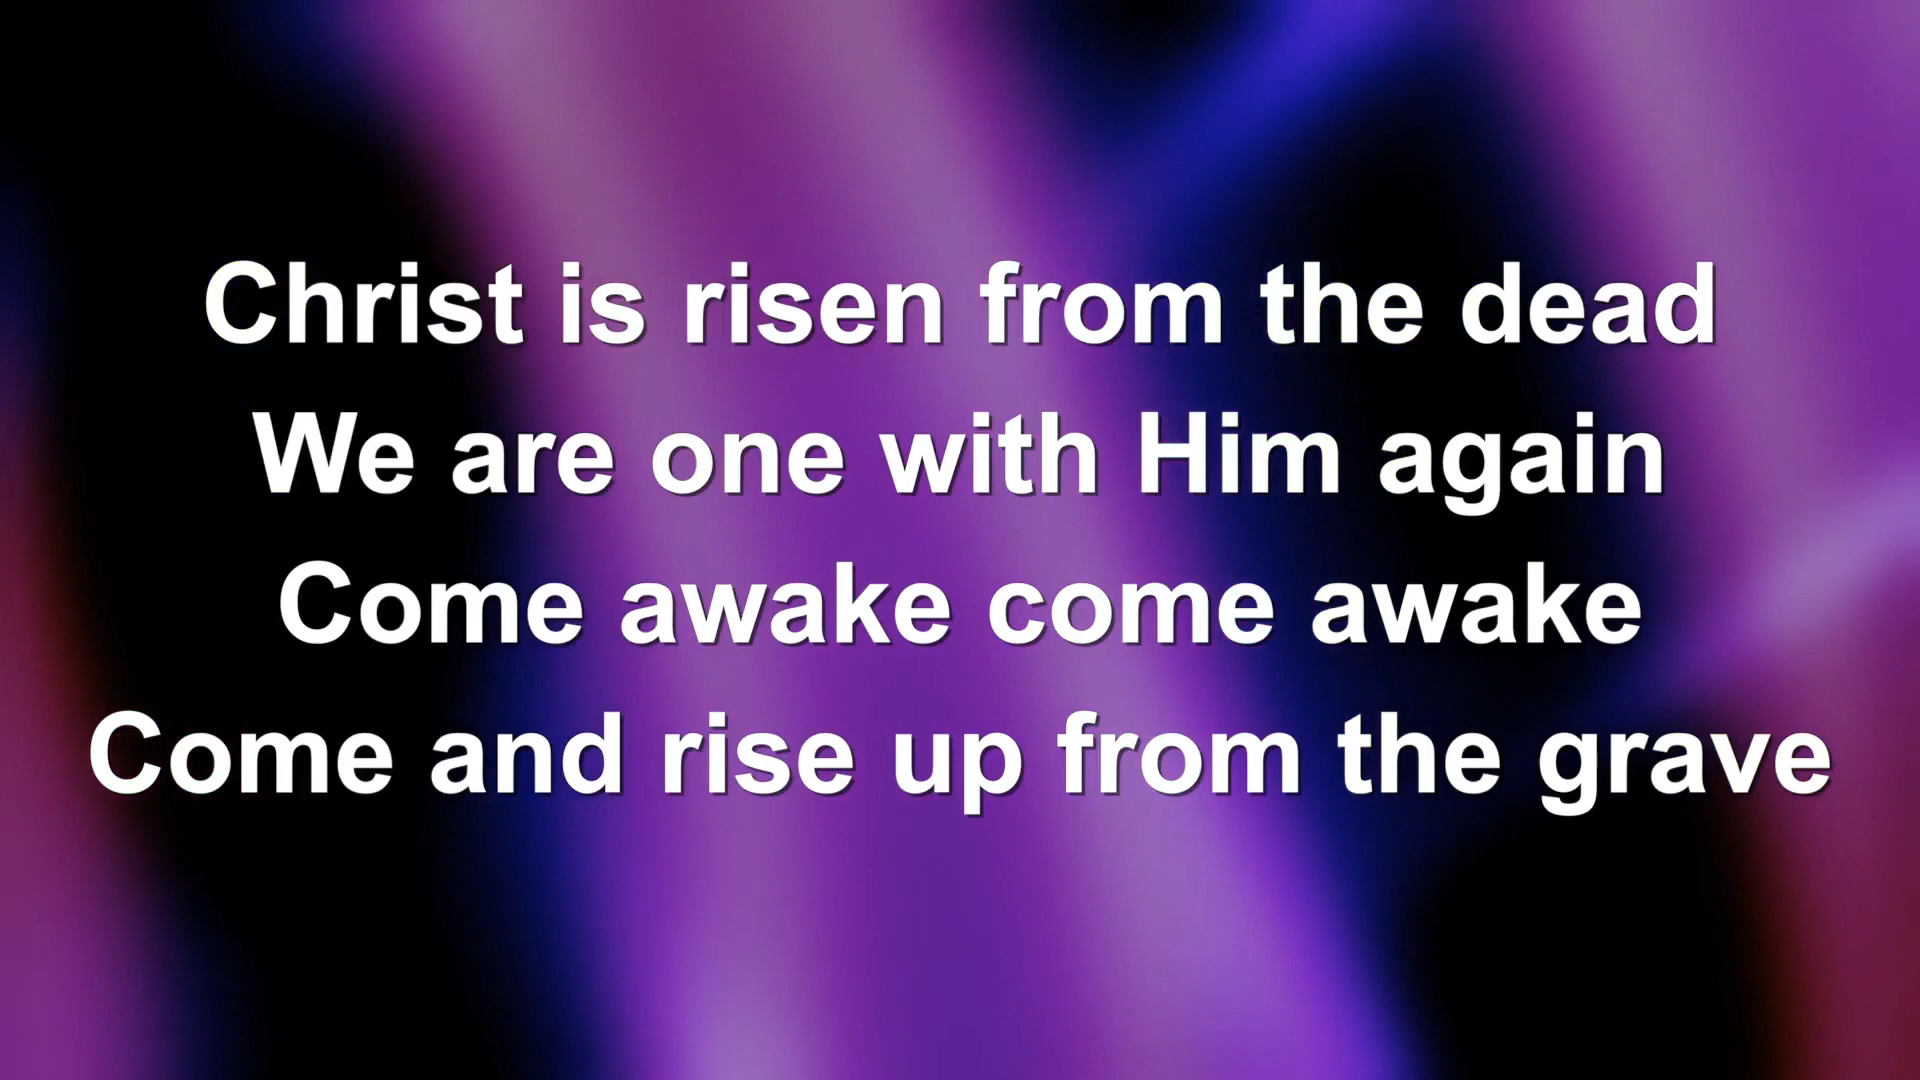 Christ is risen from the dead
We are one with Him again
Come awake come awake
Come and rise up from the grave